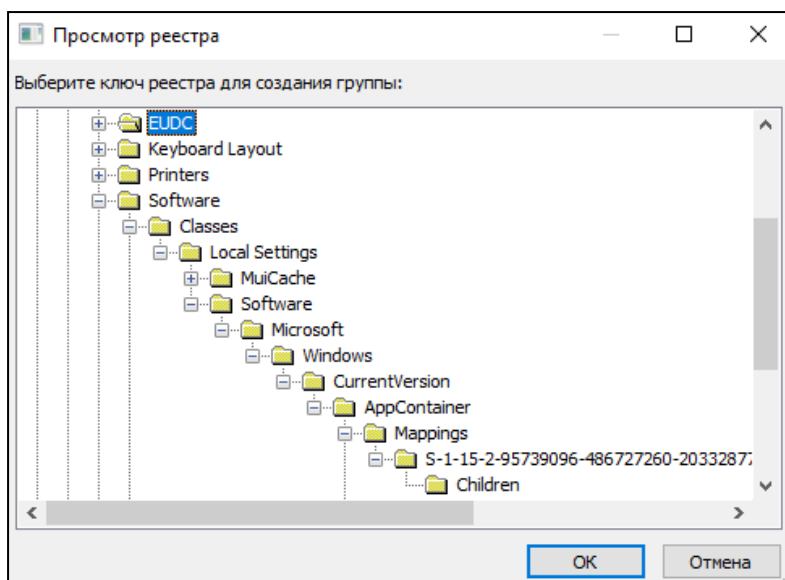 Просмотр реестра
Выберите ключ реестра для создания группы:
EUDC
Keyboard Layout
Printers
Software
Classes
Local Settings
MuiCache
Software
Microsoft
Windows
CurrentVersion
AppContainer
Mappings
S-1-15-2-95739096-486727260-20332877
Children
OK Отмена